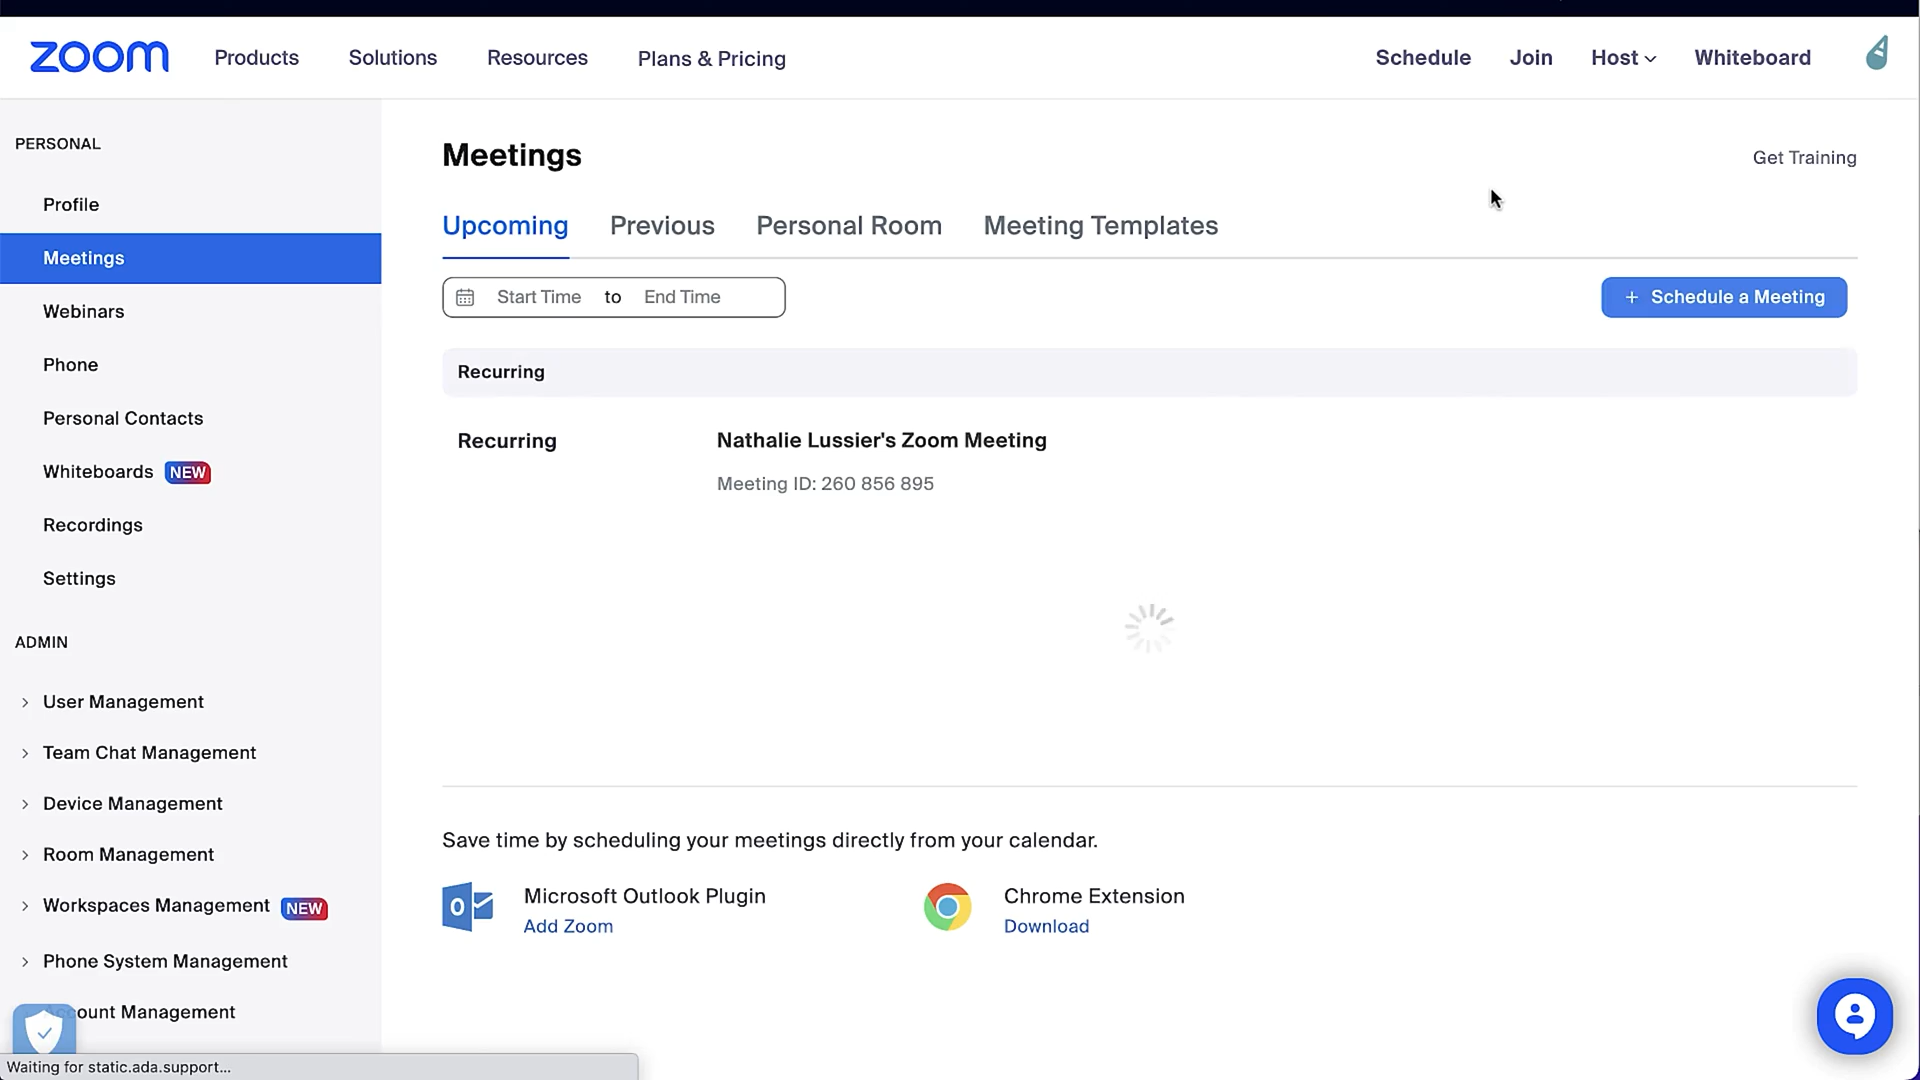 zoom Products Solutions Resources Plans & Pricing Schedule Join Host Whiteboard
PERSONAL
Profile
Meetings
Webinars
Phone
Personal Contacts
Whiteboards NEW
Recordings
Settings
ADMIN
User Management
Team Chat Management
Device Management
Room Management
Workspaces Management NEW
Phone System Management
ount Management
Waiting for static.ada.support...
Meetings
Get Training
Upcoming Previous Personal Room Meeting Templates
Start Time to End Time
+ Schedule a Meeting
Recurring
Recurring Nathalie Lussier's Zoom Meeting
Meeting ID: 260 856 895
Save time by scheduling your meetings directly from your calendar.
Microsoft Outlook Plugin
Add Zoom
Chrome Extension
Download